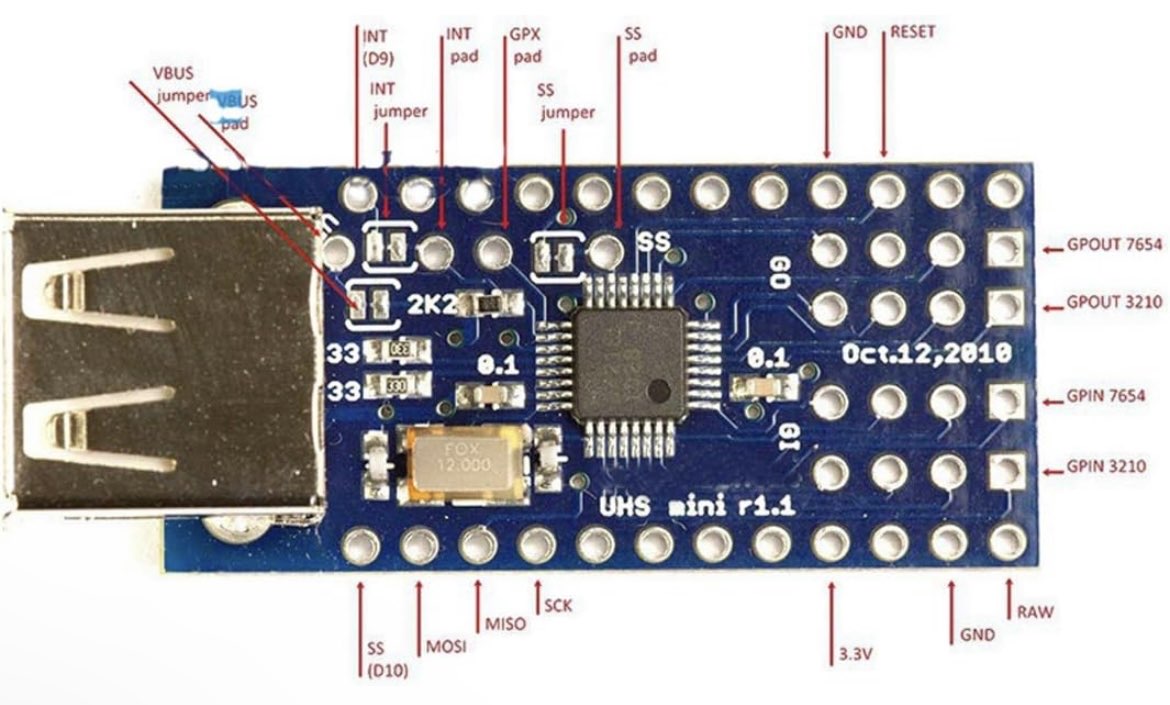 INT
(D9)
INT
pad
GPX
pad
SS
pad
GND
RESET
VBUS
jumper
VBUS
pad
INT
jumper
SS
jumper
SS
GO
GPOUT 7654
GPOUT 3210
2K2
33
330
0.1
0.1
Oct.12,2010
33
330
GPIN 7654
GI
FOX
12.000
GPIN 3210
UHS mini r1.1
SS
(D10)
MOSI
MISO
SCK
3.3V
GND
RAW